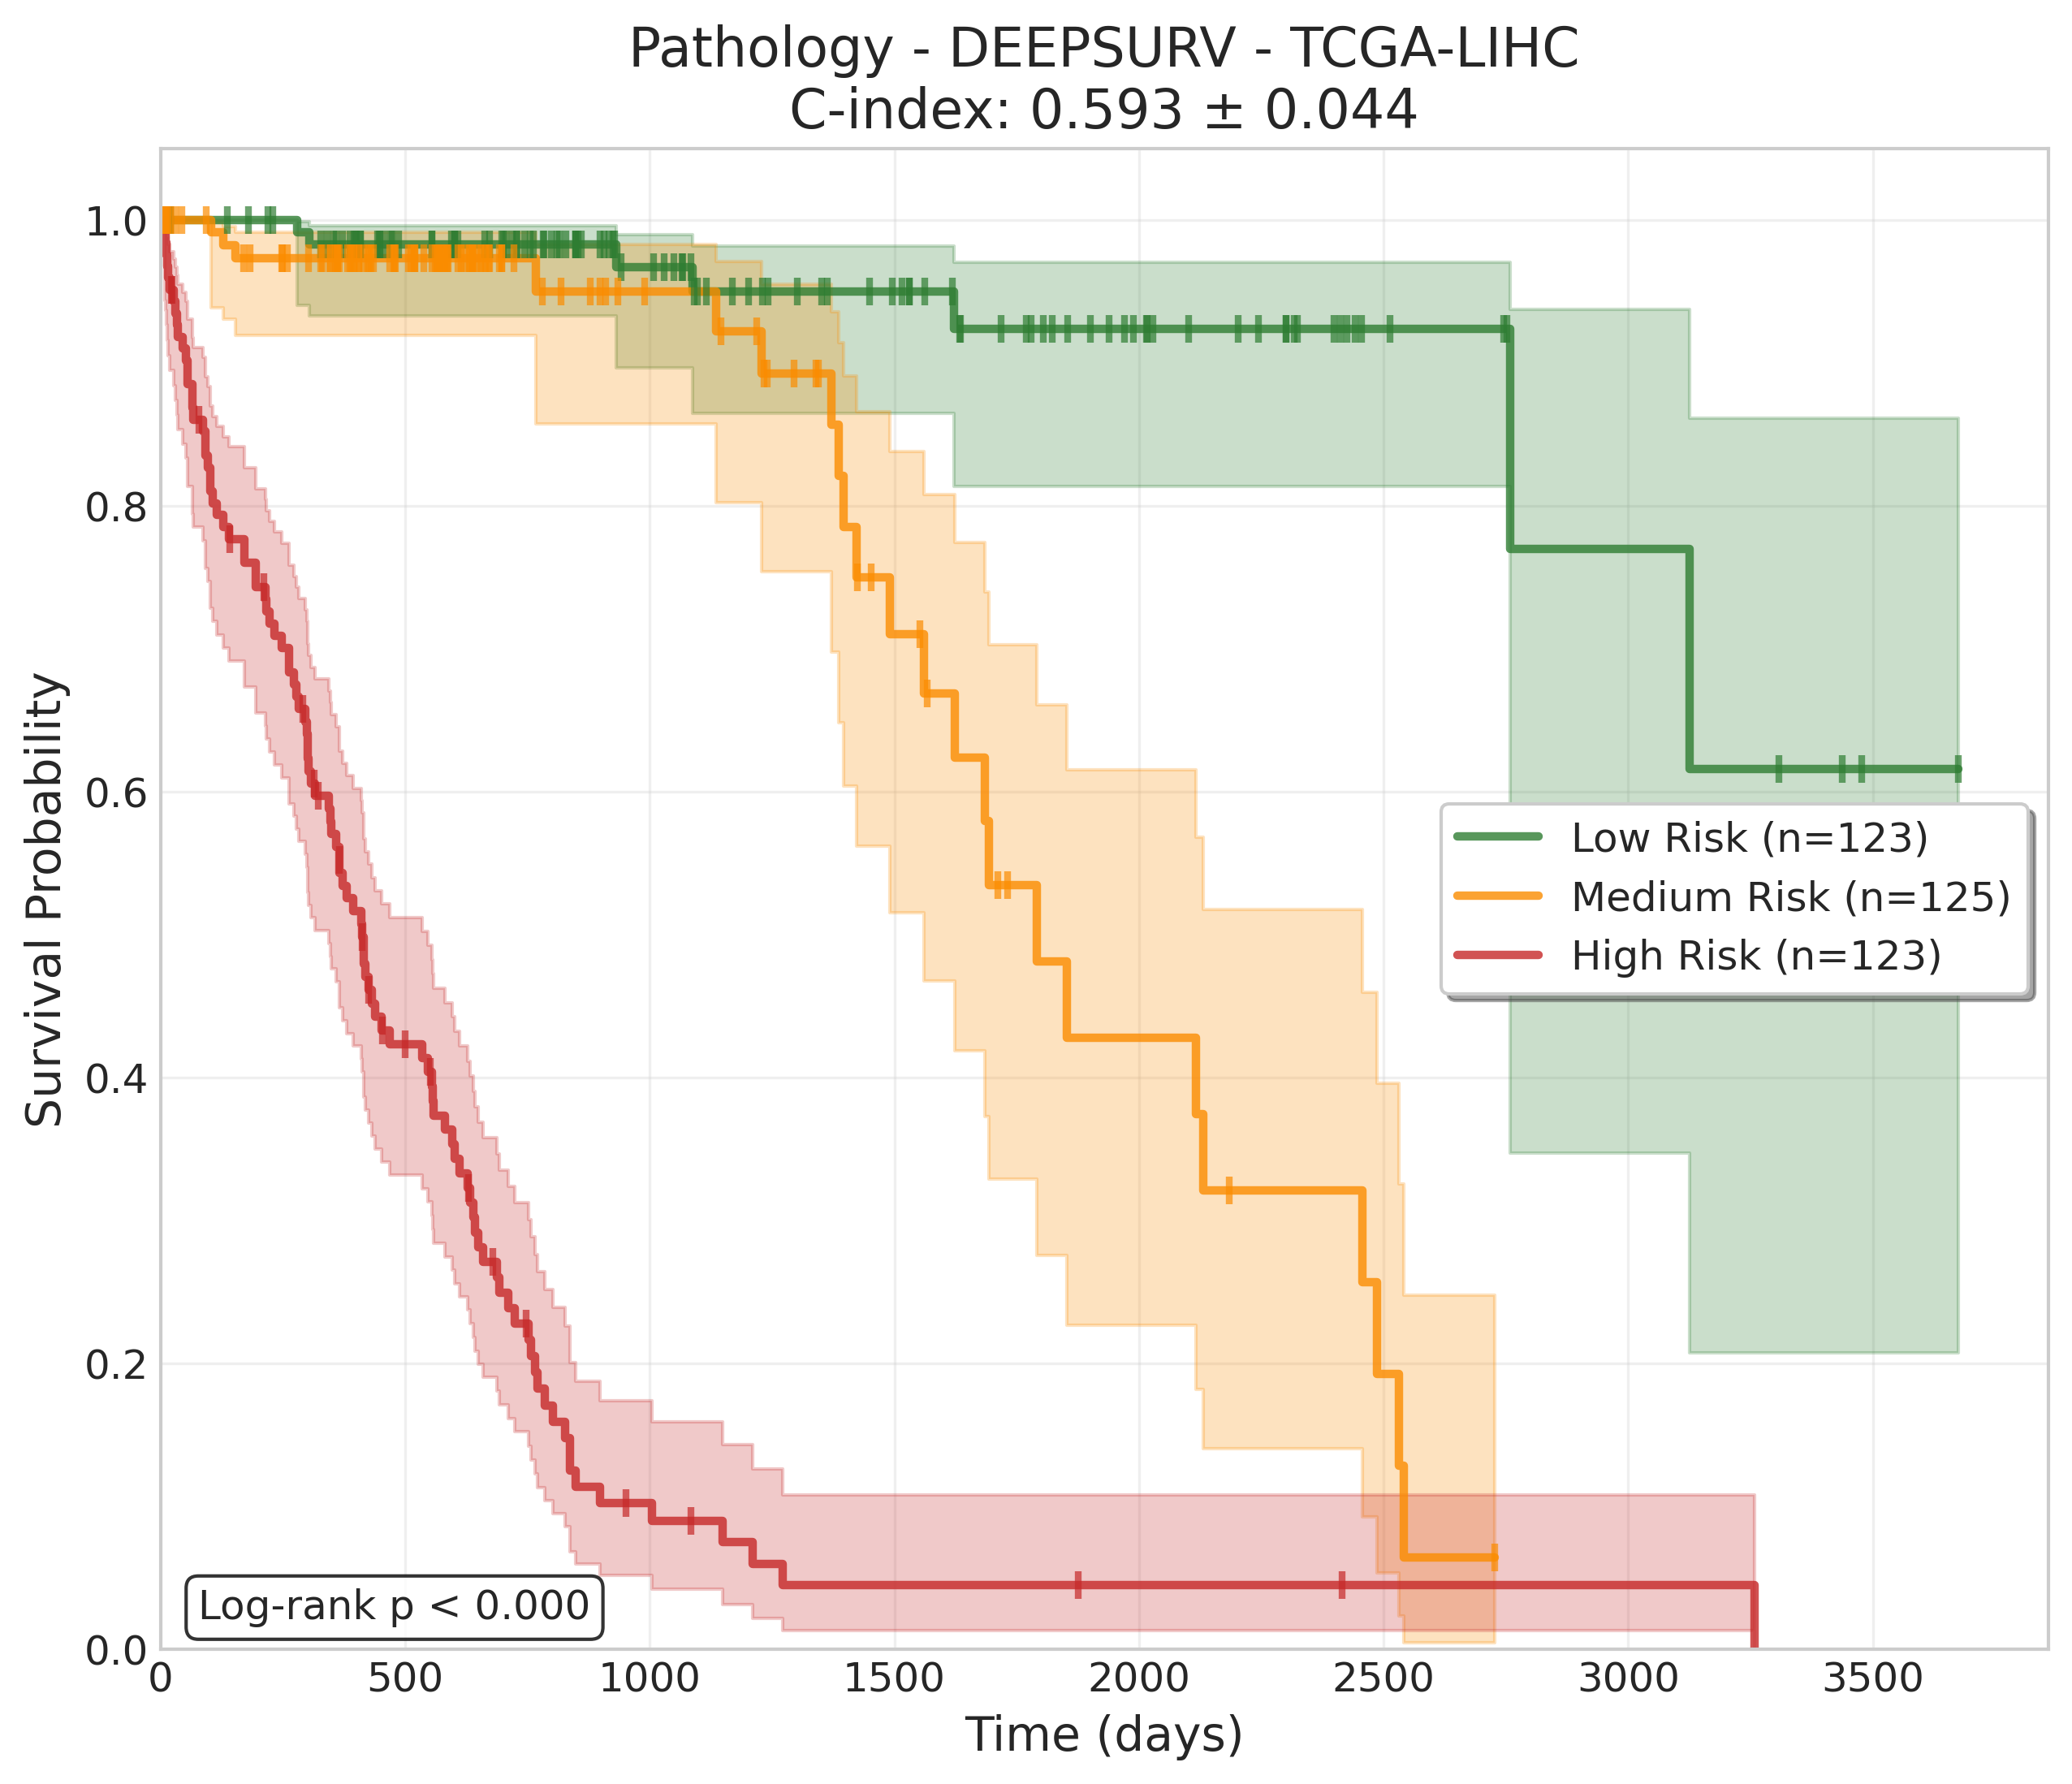 Pathology - DEEPSURV - TCGA-LIHC
C-index: 0.593 ± 0.044
Survival Probability
1.0
0.8
0.6
0.4
0.2
0.0
Low Risk (n=123)
Medium Risk (n=125)
High Risk (n=123)
Log-rank p < 0.000
0 500 1000 1500 2000 2500 3000 3500
Time (days)